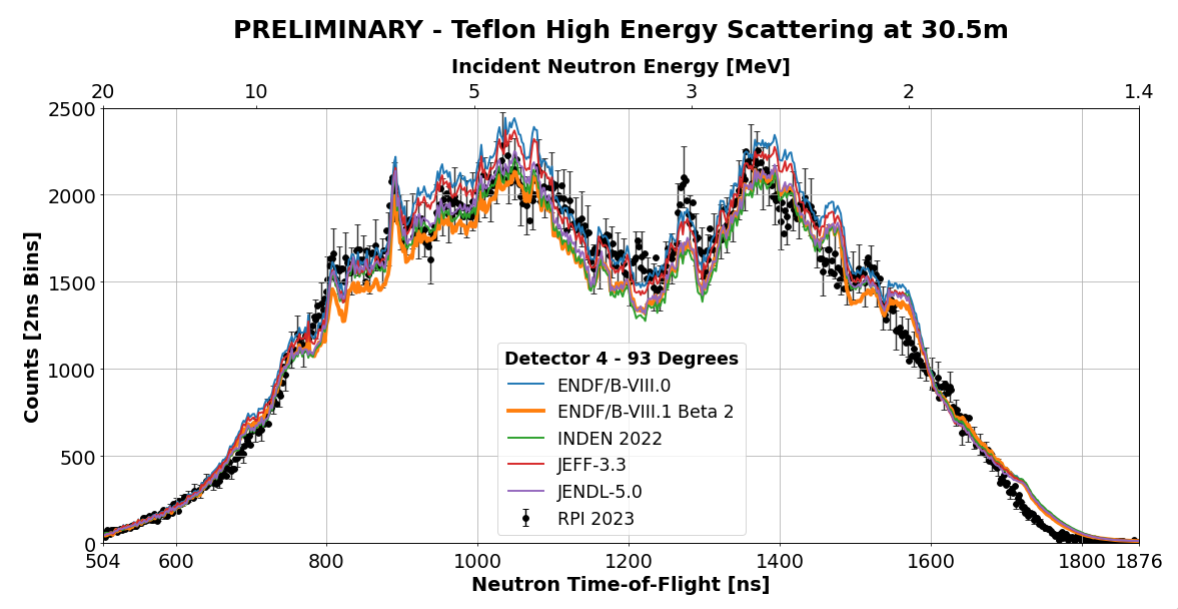 PRELIMINARY - Teflon High Energy Scattering at 30.5m
Incident Neutron Energy [MeV]
20 10 5 3 2 1.4
2500
2000
1500
1000
500
0
Counts [2ns Bins]
Detector 4 - 93 Degrees
ENDF/B-VIII.0
ENDF/B-VIII.1 Beta 2
INDEN 2022
JEFF-3.3
JENDL-5.0
RPI 2023
504 600 800 1000 1200 1400 1600 1800 1876
Neutron Time-of-Flight [ns]